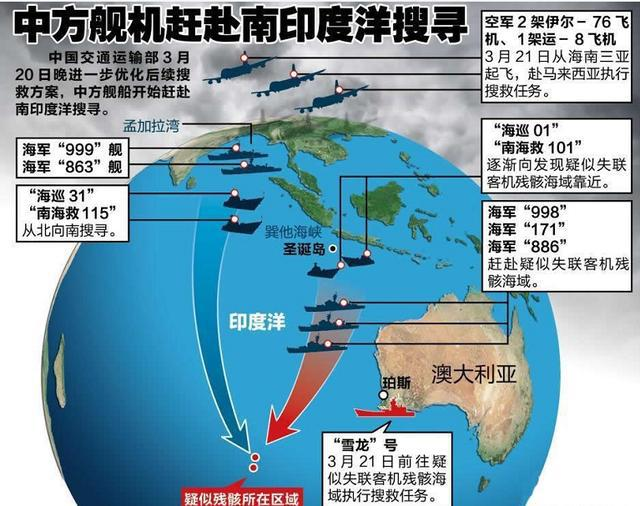 中方舰机赶赴南印度洋搜寻
中国交通运输部3月
20日晚进一步优化后续搜
救方案，中方舰船开始赶赴
南印度洋搜寻。
空军2架伊尔－76飞
机、1架运－8飞机
3月21日从海南三亚
起飞，赴马来西亚执行
搜救任务。
孟加拉湾
海军“999”舰
海军“863”舰
“海巡31”
“南海救115”
从北向南搜寻。
“海巡01”
“南海救101”
逐渐向发现疑似失联
客机残骸海域靠近。
海军“998”
海军“171”
海军“886”
赶赴疑似失联客机残
骸海域。
巽他海峡
圣诞岛
印度洋
珀斯
澳大利亚
“雪龙”号
3月21日前往疑
似失联客机残骸海
域执行搜救任务。
疑似残骸所在区域